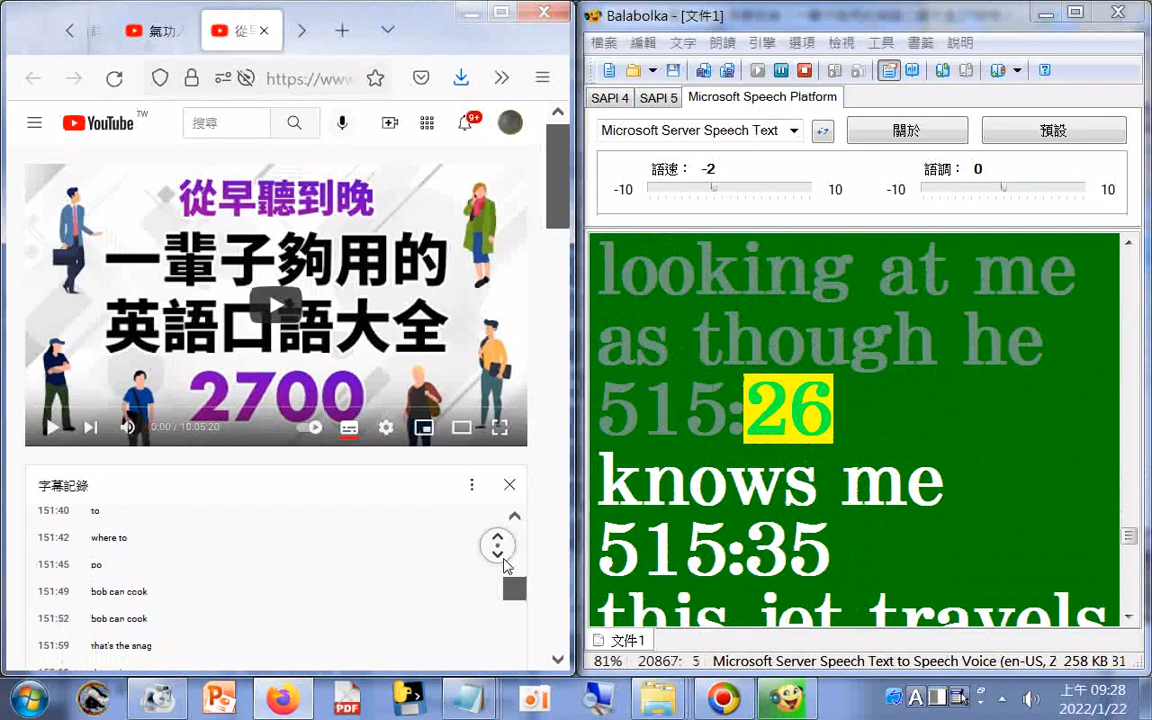 氣功
從
https://www
YouTube TW
搜尋
9+
從早聽到晚
一輩子夠用的
英語口語大全
2700
0:00 / 10:05:20
字幕記錄
151:40 to
151:42 where to
151:45 po
151:49 bob can cook
151:52 bob can cook
151:59 that's the snag
Balabolka - [文件1]
檔案 編輯 文字 朗讀 引擎 選項 檢視 工具 書籤 說明
SAPI 4 SAPI 5 Microsoft Speech Platform
Microsoft Server Speech Text
關於
預設
語速: -2
語調: 0
-10 10
-10 10
looking at me
as though he
515:26
knows me
515:35
this jet travels
文件1
81% 20867: 5 Microsoft Server Speech Text to Speech Voice (en-US, Z 258 KB 31
PDF
A
上午 09:28
2022/1/22